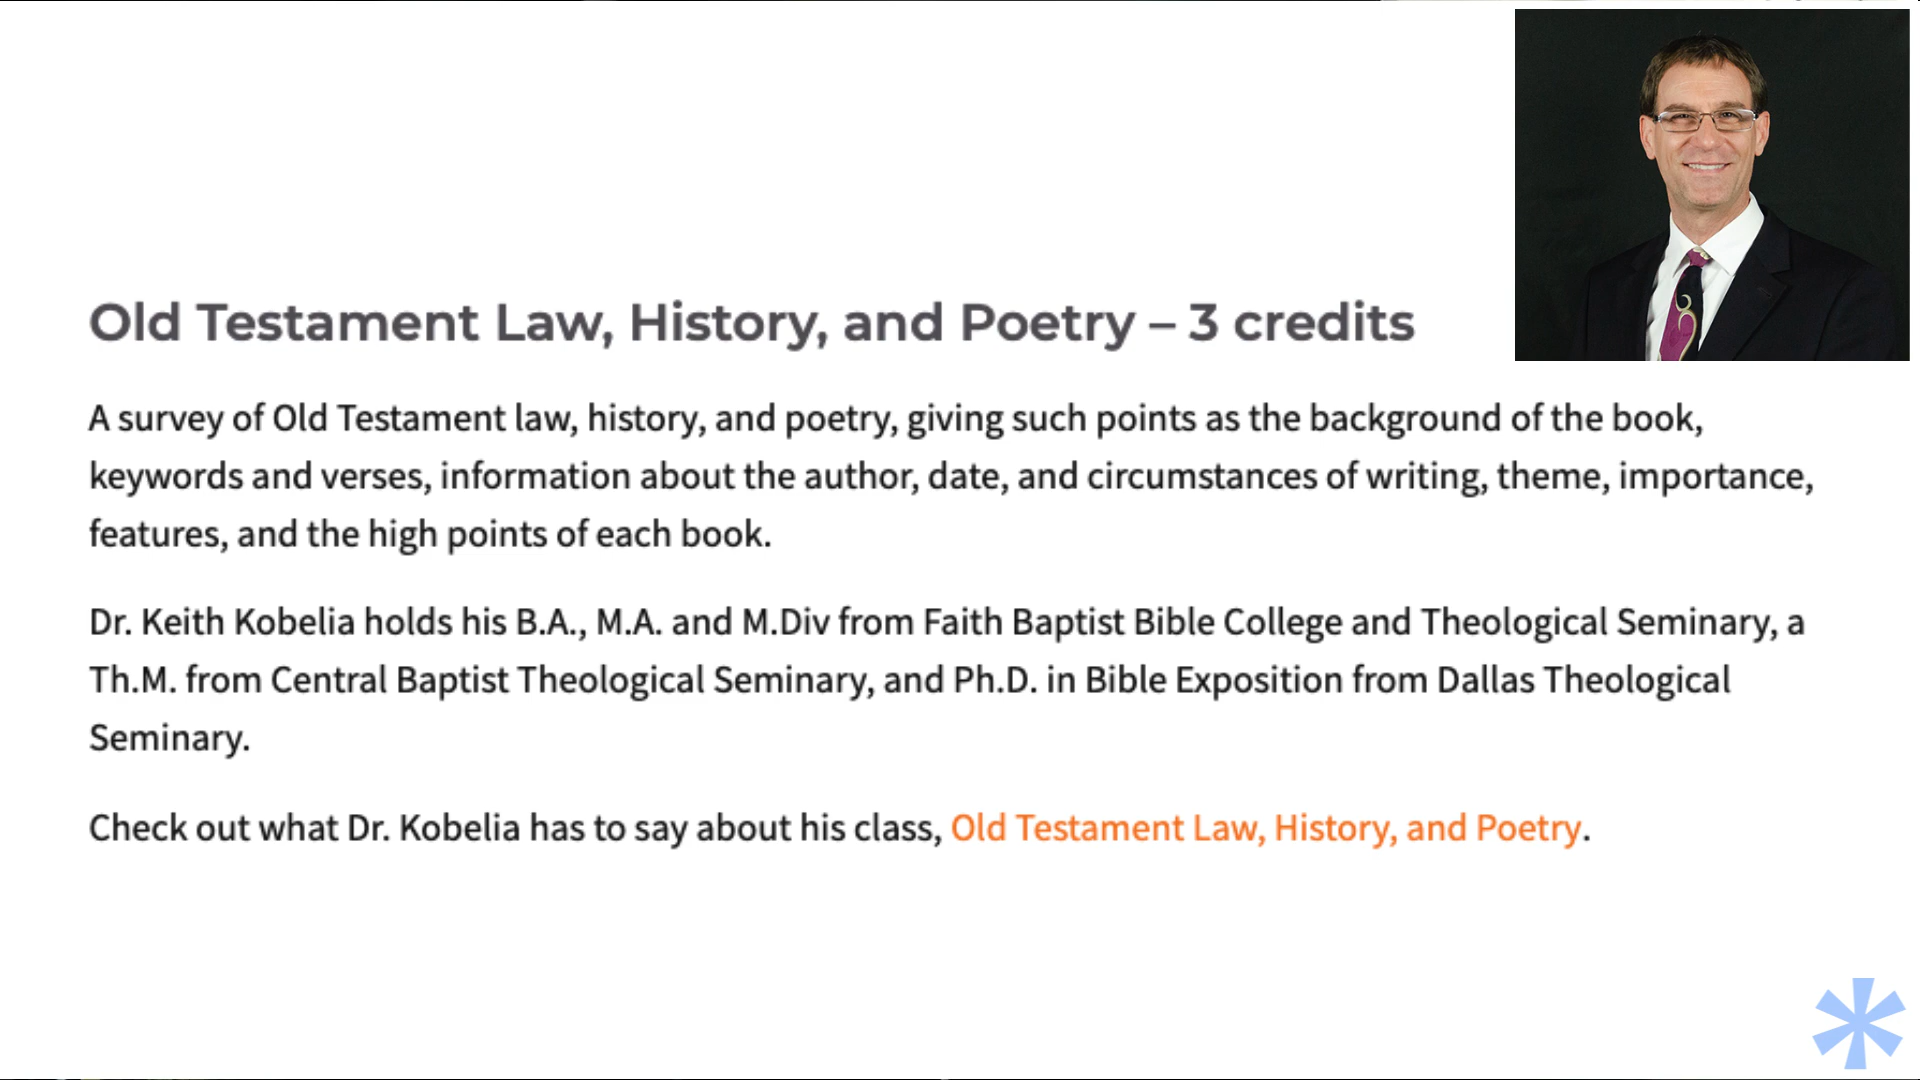 Old Testament Law, History, and Poetry – 3 credits
A survey of Old Testament law, history, and poetry, giving such points as the background of the book,
keywords and verses, information about the author, date, and circumstances of writing, theme, importance,
features, and the high points of each book.
Dr. Keith Kobelia holds his B.A., M.A. and M.Div from Faith Baptist Bible College and Theological Seminary, a
Th.M. from Central Baptist Theological Seminary, and Ph.D. in Bible Exposition from Dallas Theological
Seminary.
Check out what Dr. Kobelia has to say about his class, Old Testament Law, History, and Poetry.